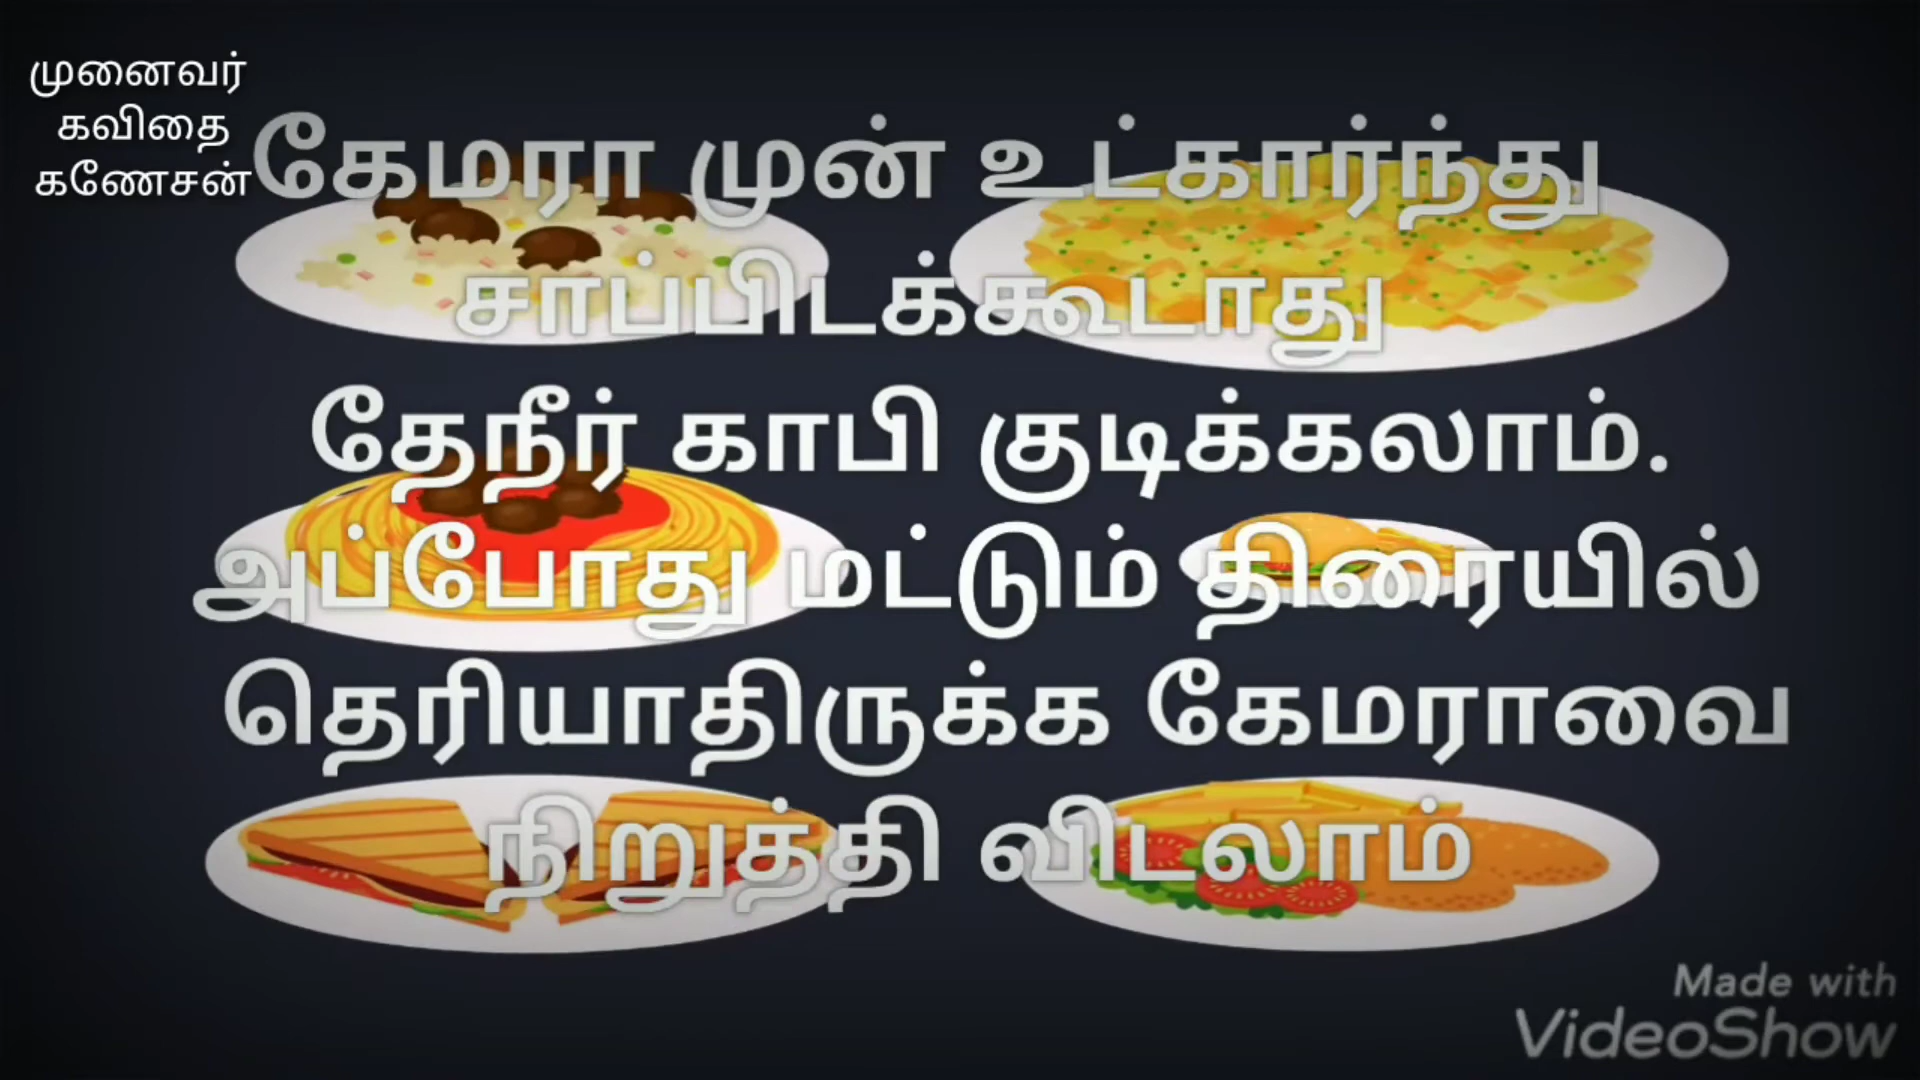 முனைவர்
கவிதை
கணேசன்
கேமரா முன் உட்கார்ந்து
சாப்பிடக்கூடாது
தேநீர் காபி குடிக்கலாம்.
அப்போது மட்டும் திரையில்
தெரியாதிருக்க கேமராவை
நிறுத்தி விடலாம்
Made with
VideoShow